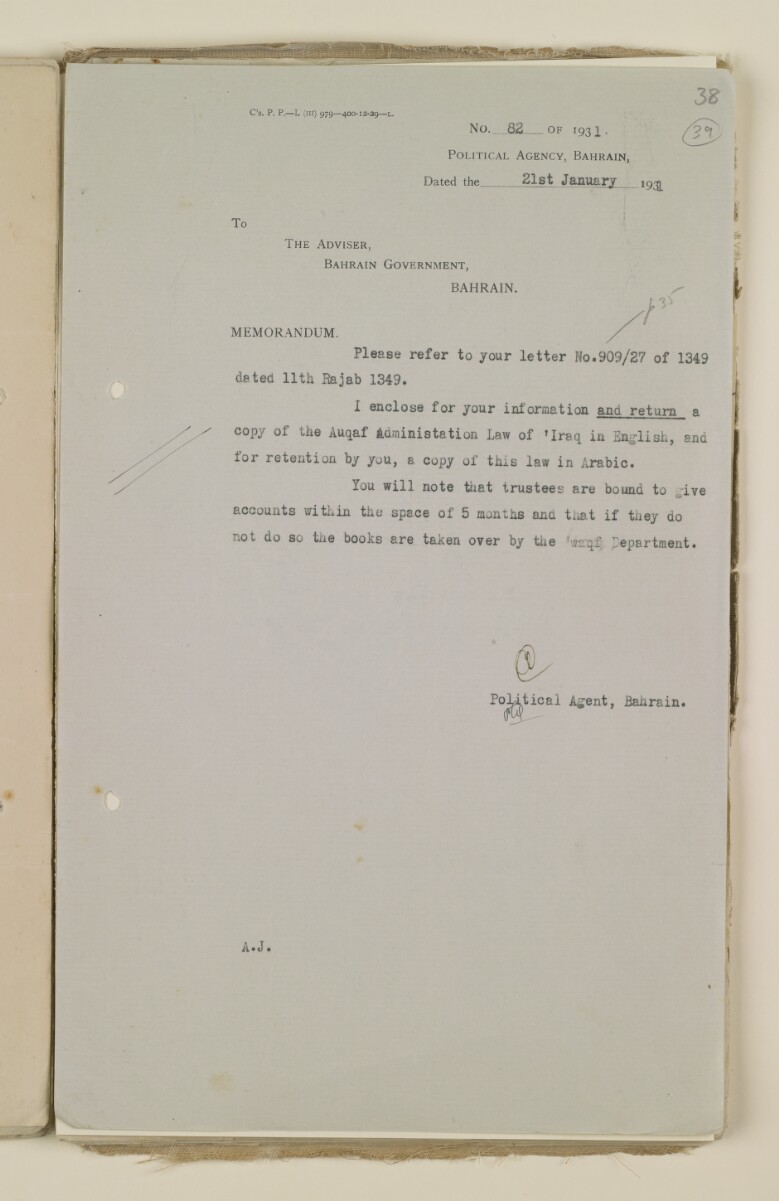 38
39
C's. P. P.—L (III) 979—400-12-29—L.
No. 82 OF 1931.
POLITICAL AGENCY, BAHRAIN,
Dated the 21st January 1931
To
THE ADVISER,
BAHRAIN GOVERNMENT,
BAHRAIN.
p35
MEMORANDUM.
Please refer to your letter No.909/27 of 1349
dated 11th Rajab 1349.
I enclose for your information and return a
copy of the Auqaf Administation Law of 'Iraq in English, and
for retention by you, a copy of this law in Arabic.
You will note that trustees are bound to give
accounts within the space of 5 months and that if they do
not do so the books are taken over by the waqf Department.
Political Agent, Bahrain.
A.J.